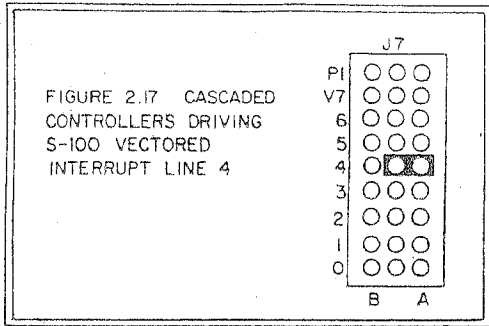 J7
FIGURE 2.17 CASCADED
CONTROLLERS DRIVING
S-100 VECTORED
INTERRUPT LINE 4
PI
V7
6
5
4
3
2
1
0
B A